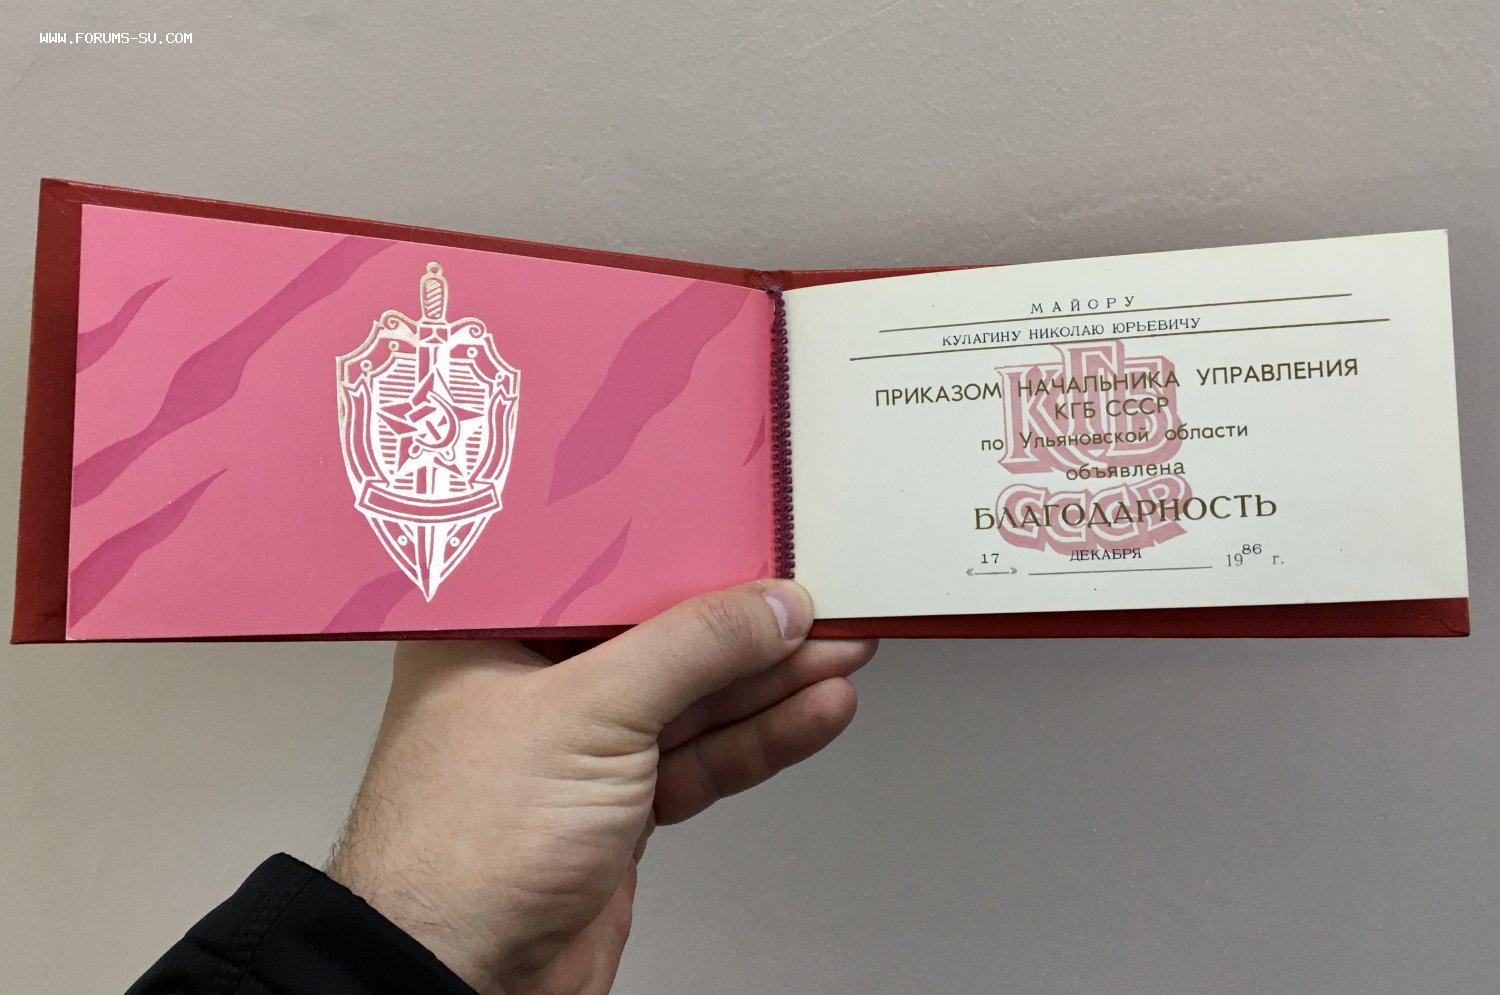 WWW.FORUMS-SU.COM
МАЙОРУ
КУЛАГИНУ НИКОЛАЮ ЮРЬЕВИЧУ
КГБ
СССР
ПРИКАЗОМ НАЧАЛЬНИКА УПРАВЛЕНИЯ
КГБ СССР
по Ульяновской области
объявлена
БЛАГОДАРНОСТЬ
«17» ДЕКАБРЯ 1986 г.